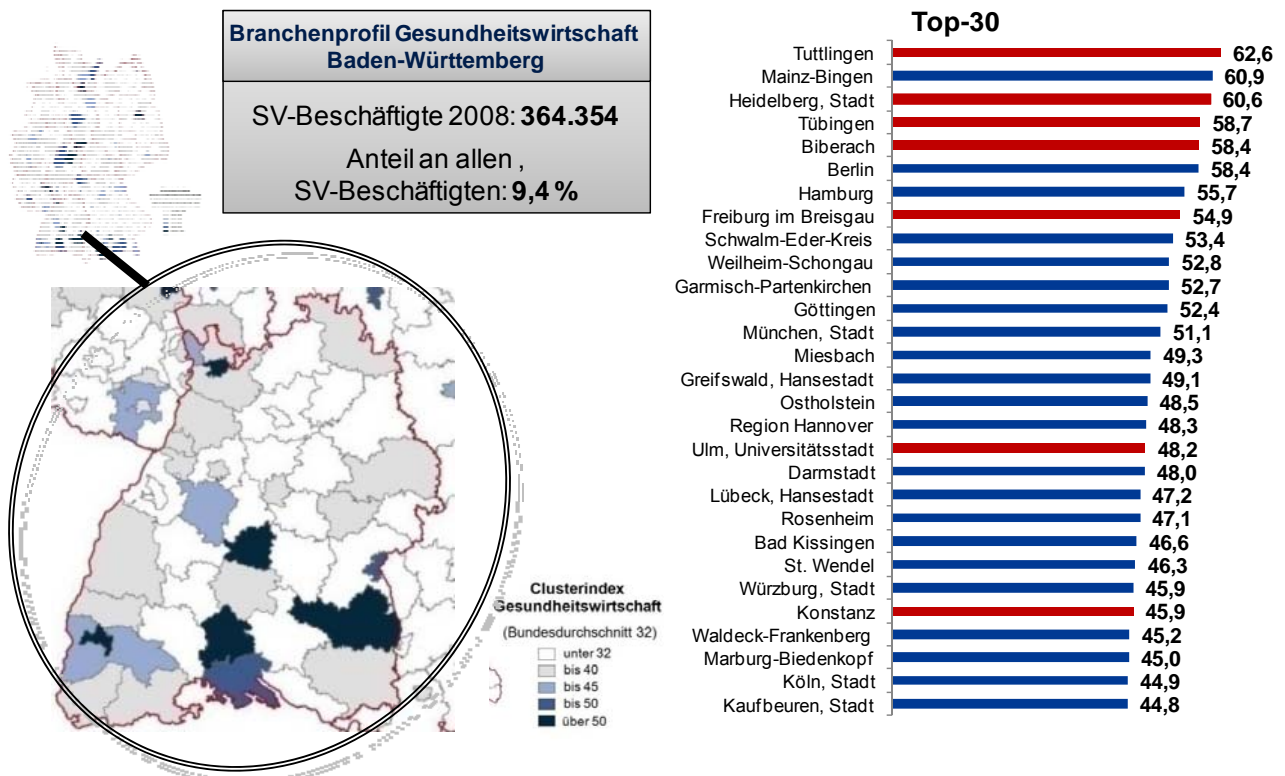 Branchenprofil Gesundheitswirtschaft
Baden-Württemberg
SV-Beschäftigte 2008: 364.354
Anteil an allen
SV-Beschäftigten: 9,4 %
Clusterindex
Gesundheitswirtschaft
(Bundesdurchschnitt 32)
unter 32
bis 40
bis 45
bis 50
über 50
Top-30
Tuttlingen 62,6
Mainz-Bingen 60,9
Heidelberg, Stadt 60,6
Tübingen 58,7
Biberach 58,4
Berlin 58,4
Hamburg 55,7
Freiburg im Breisgau 54,9
Schwalm-Eder-Kreis 53,4
Weilheim-Schongau 52,8
Garmisch-Partenkirchen 52,7
Göttingen 52,4
München, Stadt 51,1
Miesbach 49,3
Greifswald, Hansestadt 49,1
Ostholstein 48,5
Region Hannover 48,3
Ulm, Universitätsstadt 48,2
Darmstadt 48,0
Lübeck, Hansestadt 47,2
Rosenheim 47,1
Bad Kissingen 46,6
St. Wendel 46,3
Würzburg, Stadt 45,9
Konstanz 45,9
Waldeck-Frankenberg 45,2
Marburg-Biedenkopf 45,0
Köln, Stadt 44,9
Kaufbeuren, Stadt 44,8